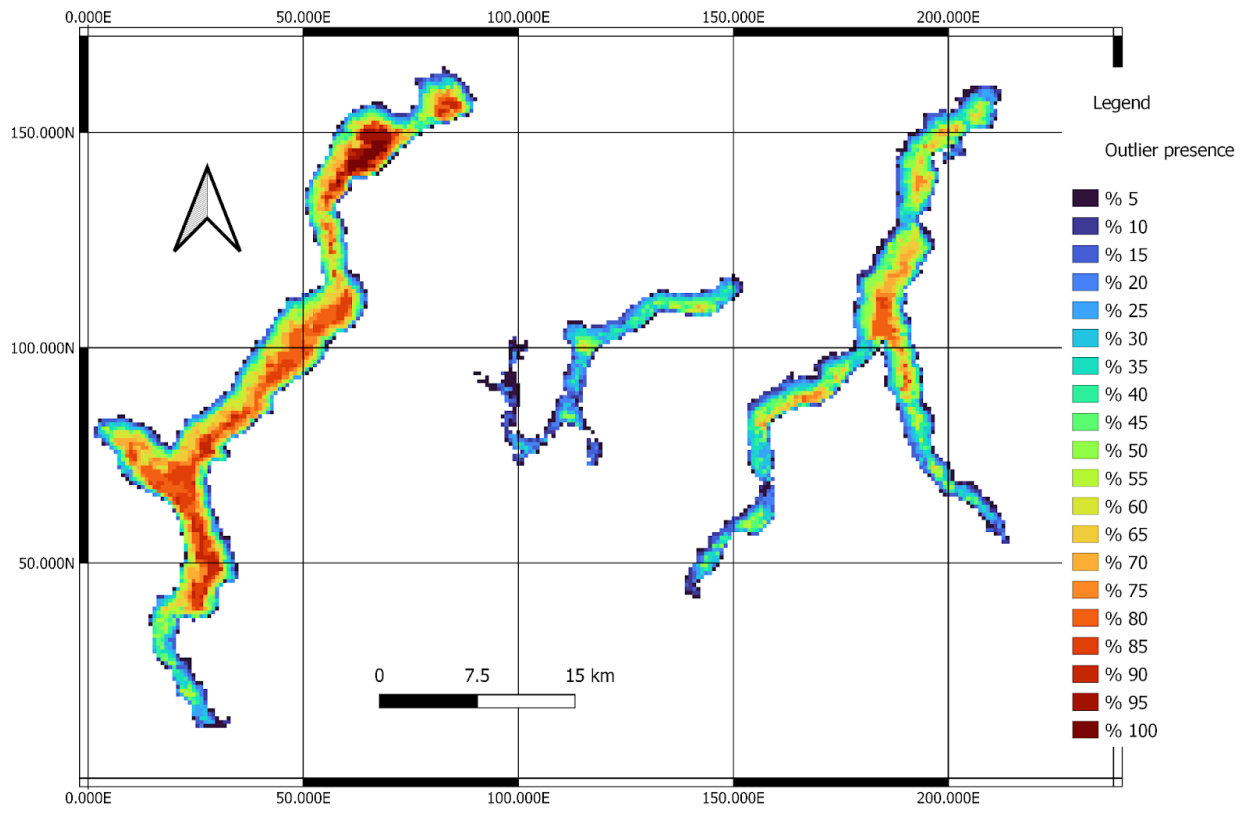 0.000E 50.000E 100.000E 150.000E 200.000E
150.000N
100.000N
50.000N
Legend
Outlier presence
% 5
% 10
% 15
% 20
% 25
% 30
% 35
% 40
% 45
% 50
% 55
% 60
% 65
% 70
% 75
% 80
% 85
% 90
% 95
% 100
0 7.5 15 km
0.000E 50.000E 100.000E 150.000E 200.000E